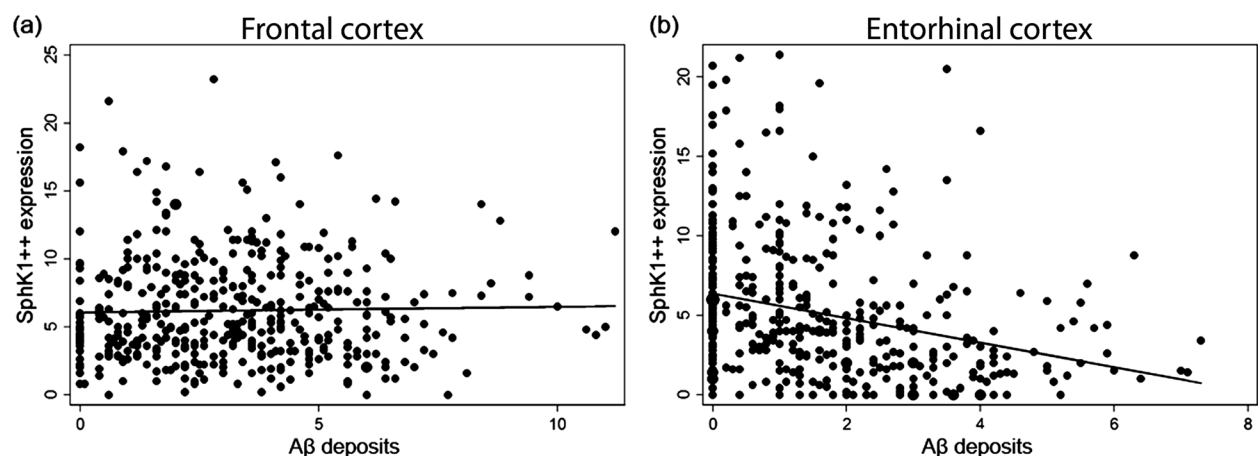 (a) Frontal cortex
25
20
15
10
5
0
SphK1++ expression
0 5 10
Aβ deposits
(b) Entorhinal cortex
20
15
10
5
0
SphK1++ expression
0 2 4 6 8
Aβ deposits